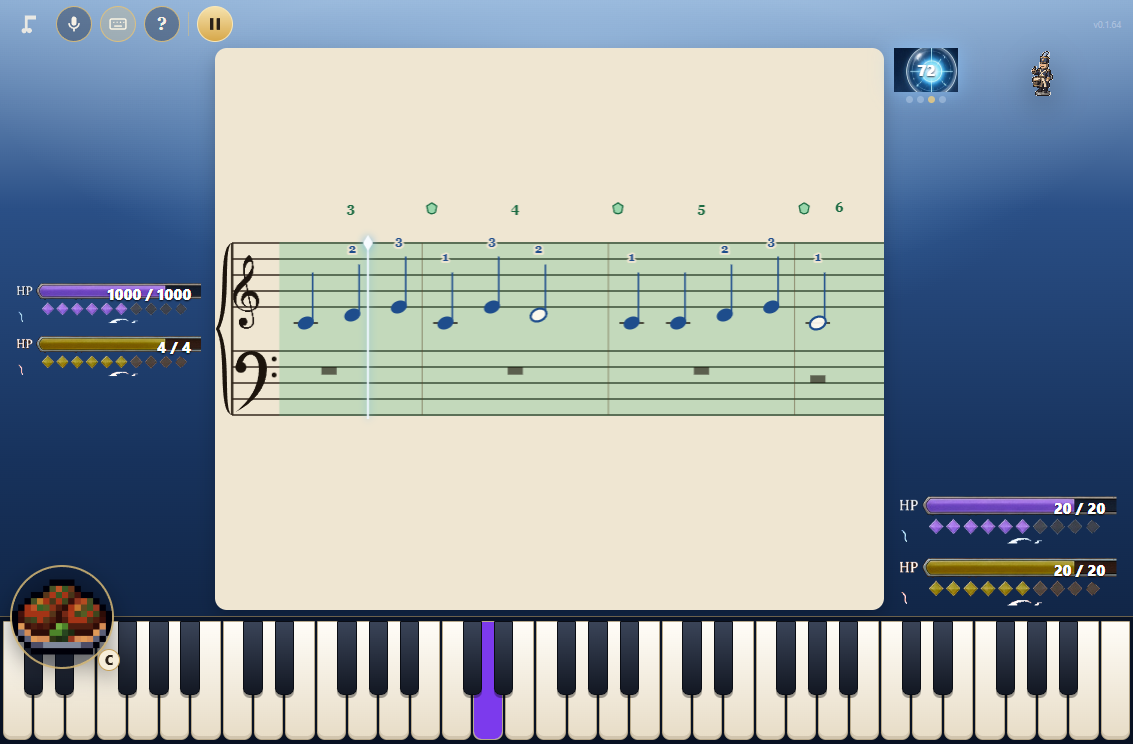 ?
v0.1.64
72
3 4 5 6
2 3 1 3 2 1 2 3 1
HP 1000 / 1000
HP 4 / 4
HP 20 / 20
HP 20 / 20
C